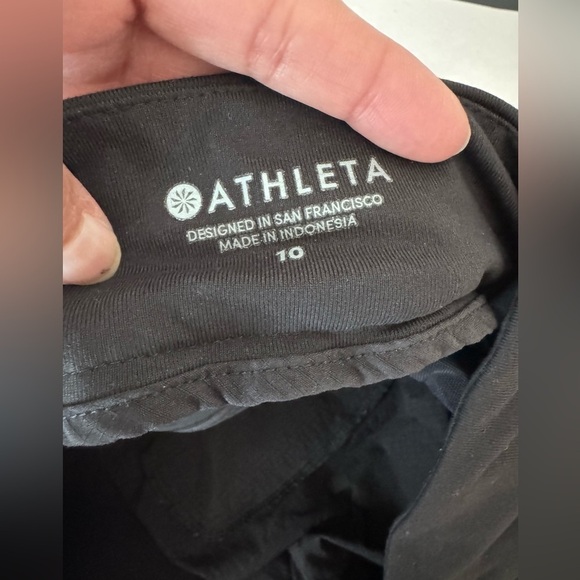 ATHLETA
DESIGNED IN SAN FRANCISCO
MADE IN INDONESIA
10